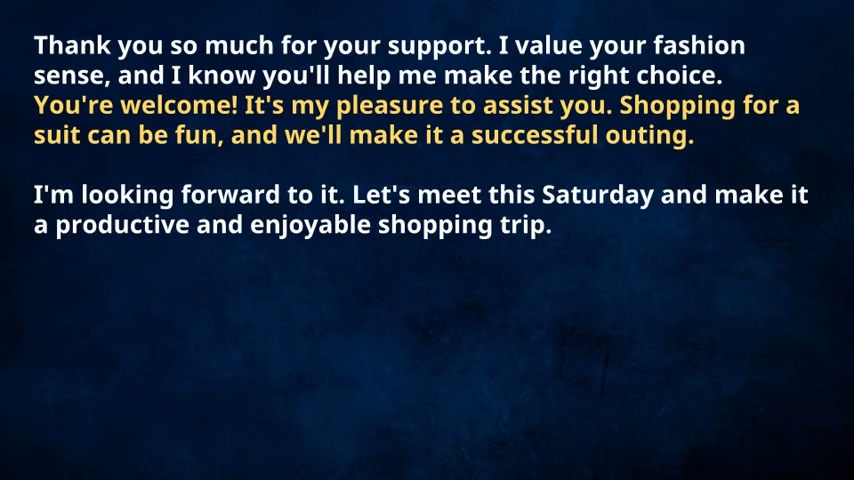 Thank you so much for your support. I value your fashion
sense, and I know you'll help me make the right choice.
You're welcome! It's my pleasure to assist you. Shopping for a
suit can be fun, and we'll make it a successful outing.
I'm looking forward to it. Let's meet this Saturday and make it
a productive and enjoyable shopping trip.